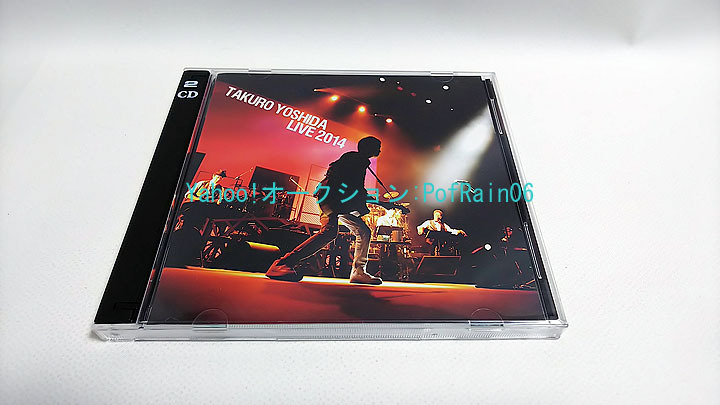 2
CD
TAKURO YOSHIDA
LIVE 2014
Yahoo!オークション:PofRain06